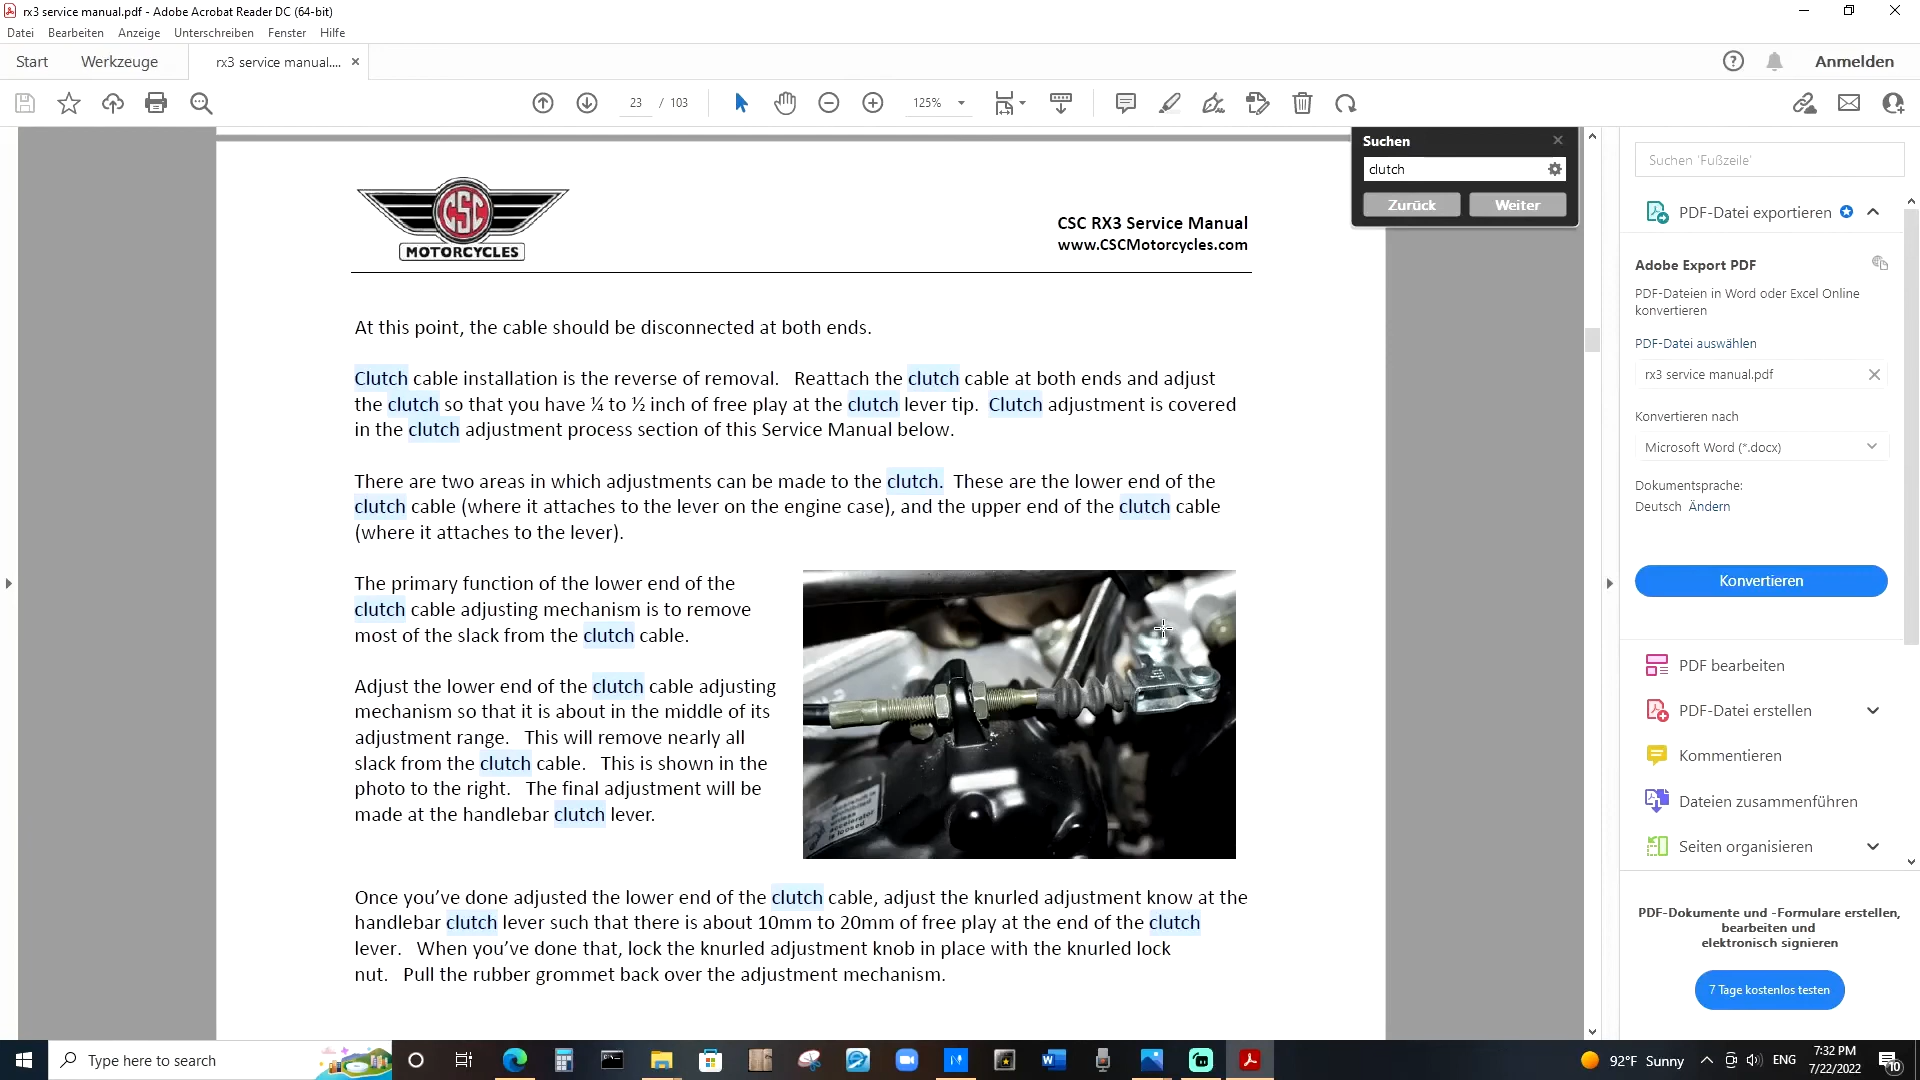 rx3 service manual.pdf - Adobe Acrobat Reader DC (64-bit)
Datei Bearbeiten Anzeige Unterschreiben Fenster Hilfe
Start Werkzeuge rx3 service manual.... × Anmelden
23 / 103 125%
Suchen
clutch
Zurück Weiter
CSC
MOTORCYCLES
CSC RX3 Service Manual
www.CSCMotorcycles.com
At this point, the cable should be disconnected at both ends.
Clutch cable installation is the reverse of removal. Reattach the clutch cable at both ends and adjust
the clutch so that you have ¼ to ½ inch of free play at the clutch lever tip. Clutch adjustment is covered
in the clutch adjustment process section of this Service Manual below.
There are two areas in which adjustments can be made to the clutch. These are the lower end of the
clutch cable (where it attaches to the lever on the engine case), and the upper end of the clutch cable
(where it attaches to the lever).
The primary function of the lower end of the
clutch cable adjusting mechanism is to remove
most of the slack from the clutch cable.
Adjust the lower end of the clutch cable adjusting
mechanism so that it is about in the middle of its
adjustment range. This will remove nearly all
slack from the clutch cable. This is shown in the
photo to the right. The final adjustment will be
made at the handlebar clutch lever.
Once you’ve done adjusted the lower end of the clutch cable, adjust the knurled adjustment know at the
handlebar clutch lever such that there is about 10mm to 20mm of free play at the end of the clutch
lever. When you’ve done that, lock the knurled adjustment knob in place with the knurled lock
nut. Pull the rubber grommet back over the adjustment mechanism.
Suchen 'Fußzeile'
PDF-Datei exportieren
Adobe Export PDF
PDF-Dateien in Word oder Excel Online
konvertieren
PDF-Datei auswählen
rx3 service manual.pdf
Konvertieren nach
Microsoft Word (*.docx)
Dokumentsprache:
Deutsch Ändern
Konvertieren
PDF bearbeiten
PDF-Datei erstellen
Kommentieren
Dateien zusammenführen
Seiten organisieren
PDF-Dokumente und -Formulare erstellen,
bearbeiten und
elektronisch signieren
7 Tage kostenlos testen
Type here to search
92°F Sunny ENG
7:32 PM
7/22/2022
10